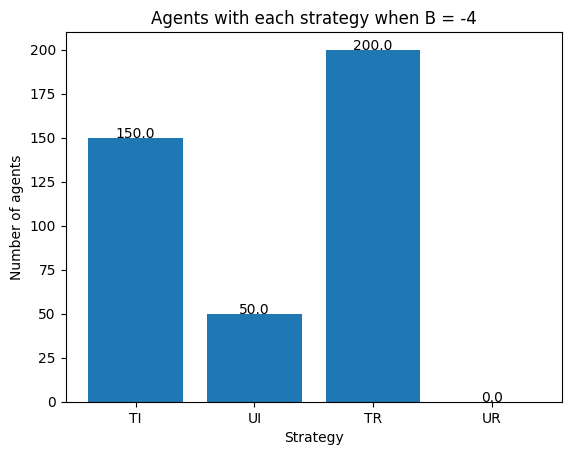 Agents with each strategy when B = -4
Number of agents
200
175
150
125
100
75
50
25
0
150.0
50.0
200.0
0.0
TI
UI
TR
UR
Strategy